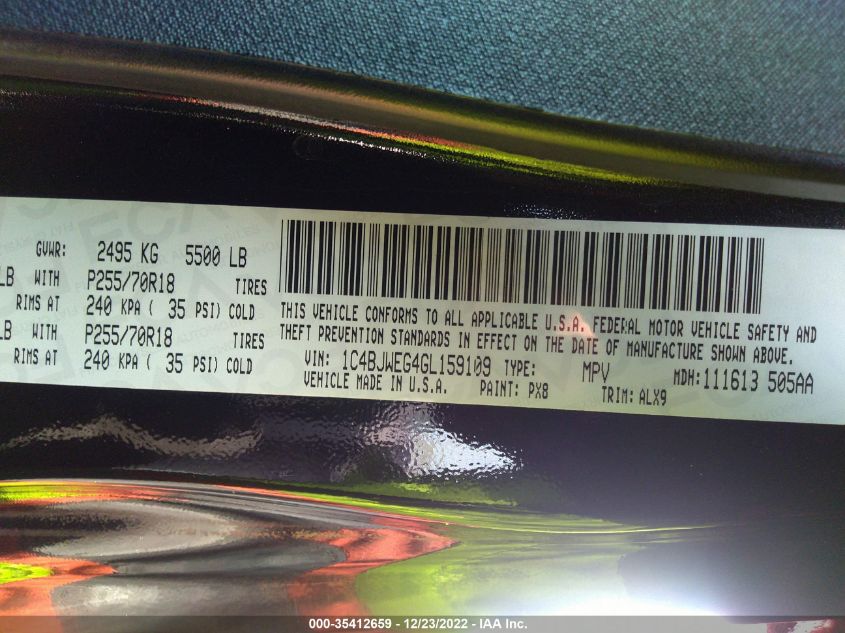 GVWR: 2495 KG 5500 LB
LB WITH P255/70R18 TIRES
RIMS AT 240 KPA ( 35 PSI) COLD
LB WITH P255/70R18 TIRES
RIMS AT 240 KPA ( 35 PSI) COLD
THIS VEHICLE CONFORMS TO ALL APPLICABLE U.S.A. FEDERAL MOTOR VEHICLE SAFETY AND
THEFT PREVENTION STANDARDS IN EFFECT ON THE DATE OF MANUFACTURE SHOWN ABOVE.
VIN: 1C4BJWEG4GL159109 TYPE: MPV MDH:111613 505AA
VEHICLE MADE IN U.S.A. PAINT: PX8 TRIM: ALX9
000-35412659 - 12/23/2022 - IAA Inc.